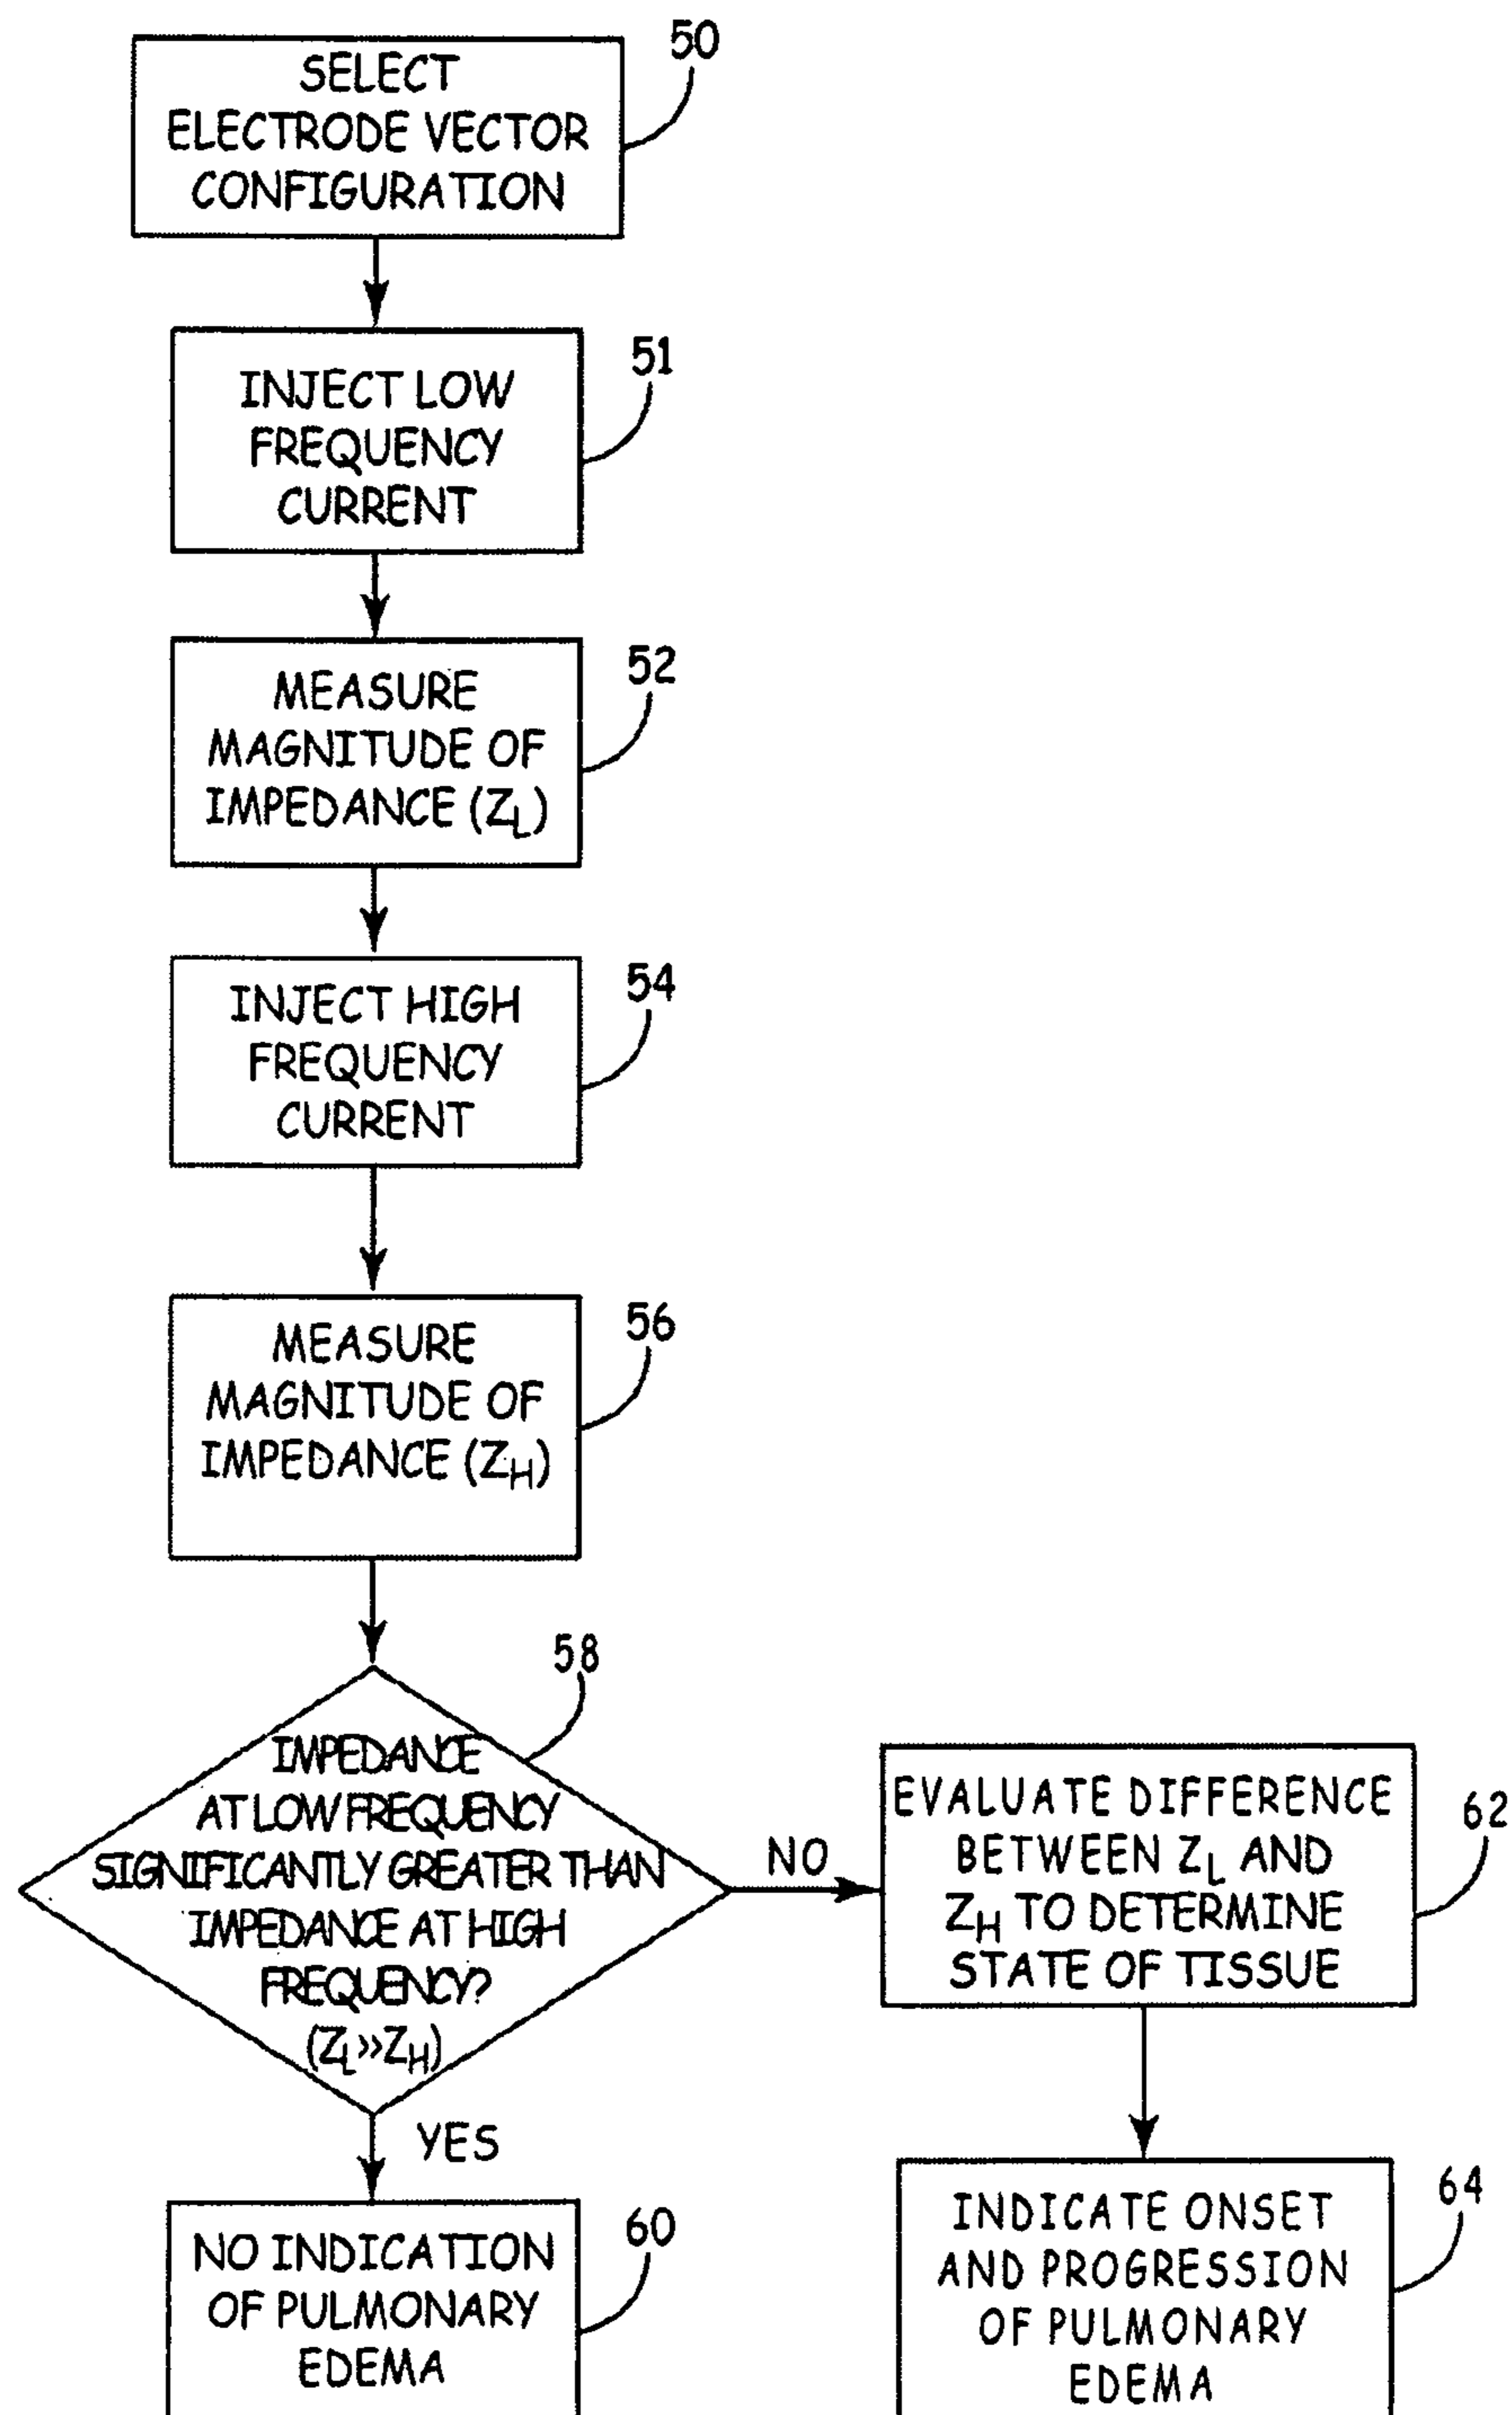 50
SELECT
ELECTRODE VECTOR
CONFIGURATION
51
INJECT LOW
FREQUENCY
CURRENT
52
MEASURE
MAGNITUDE OF
IMPEDANCE (ZL)
54
INJECT HIGH
FREQUENCY
CURRENT
56
MEASURE
MAGNITUDE OF
IMPEDANCE (ZH)
58
IMPEDANCE
AT LOW FREQUENCY
SIGNIFICANTLY GREATER THAN
IMPEDANCE AT HIGH
FREQUENCY?
(ZL»ZH)
NO
62
EVALUATE DIFFERENCE
BETWEEN ZL AND
ZH TO DETERMINE
STATE OF TISSUE
YES
60
NO INDICATION
OF PULMONARY
EDEMA
64
INDICATE ONSET
AND PROGRESSION
OF PULMONARY
EDEMA